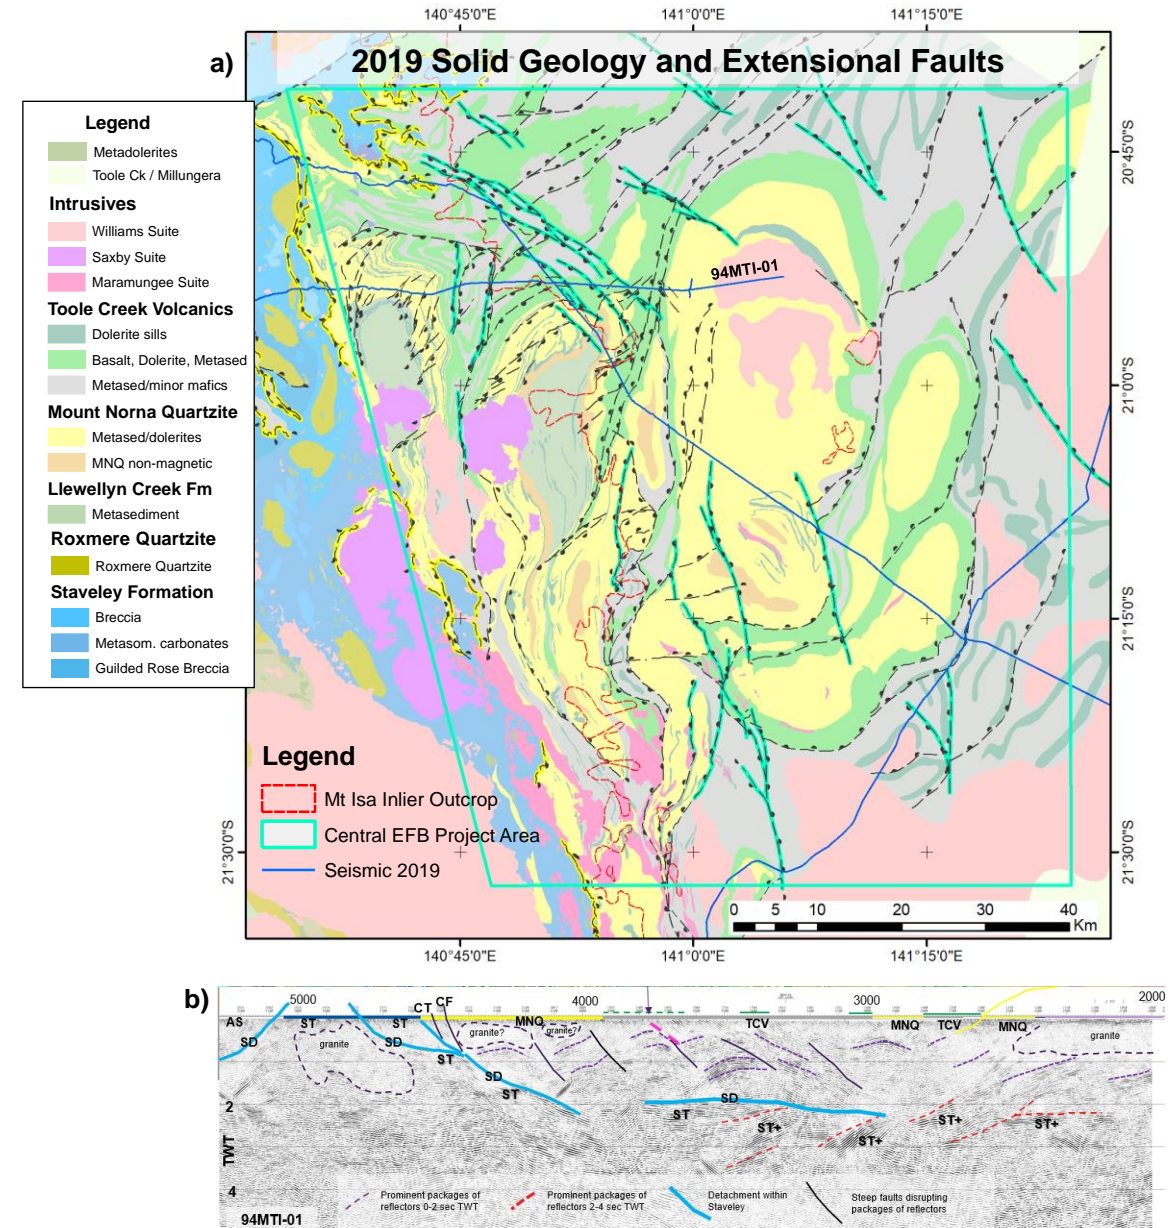 140°45'0"E
141°0'0"E
141°15'0"E
a)
2019 Solid Geology and Extensional Faults
Legend
Metadolerites
Toole Ck / Millungera
Intrusives
Williams Suite
Saxby Suite
Maramungee Suite
Toole Creek Volcanics
Dolerite sills
Basalt, Dolerite, Metased
Metased/minor mafics
Mount Norna Quartzite
Metased/dolerites
MNQ non-magnetic
Llewellyn Creek Fm
Metasediment
Roxmere Quartzite
Roxmere Quartzite
Staveley Formation
Breccia
Metasom. carbonates
Guilded Rose Breccia
94MTI-01
20°45'0"S
21°0'0"S
21°15'0"S
21°30'0"S
21°30'0"S
Legend
Mt Isa Inlier Outcrop
Central EFB Project Area
Seismic 2019
0 5 10 20 30 40
Km
140°45'0"E
141°0'0"E
141°15'0"E
b)
5000 4000 3000 2000
AS ST ST CT CF MNQ TCV MNQ TCV MNQ
SD granite SD ST granite? granite? granite
SD ST
SD ST ST+ ST+ ST+
2
TWT
4
Prominent packages of
reflectors 0-2 sec TWT
Prominent packages of
reflectors 2-4 sec TWT
Detachment within
Staveley
Steep faults disrupting
packages of reflectors
94MTI-01